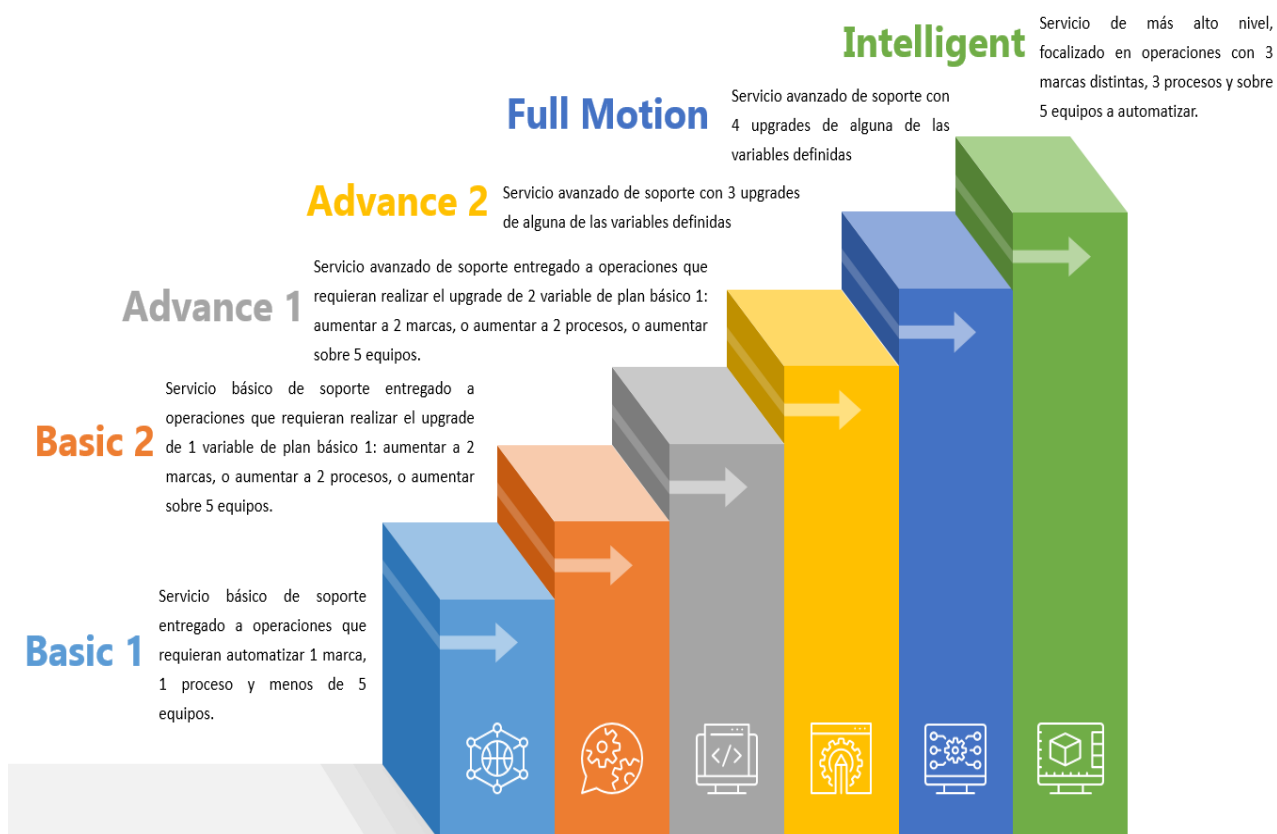 Intelligent
Servicio de más alto nivel,
focalizado en operaciones con 3
marcas distintas, 3 procesos y sobre
5 equipos a automatizar.
Full Motion
Servicio avanzado de soporte con
4 upgrades de alguna de las
variables definidas
Advance 2
Servicio avanzado de soporte con 3 upgrades
de alguna de las variables definidas
Advance 1
Servicio avanzado de soporte entregado a operaciones que
requieran realizar el upgrade de 2 variable de plan básico 1:
aumentar a 2 marcas, o aumentar a 2 procesos, o aumentar
sobre 5 equipos.
Basic 2
Servicio básico de soporte entregado a
operaciones que requieran realizar el upgrade
de 1 variable de plan básico 1: aumentar a 2
marcas, o aumentar a 2 procesos, o aumentar
sobre 5 equipos.
Basic 1
Servicio básico de soporte
entregado a operaciones que
requieran automatizar 1 marca,
1 proceso y menos de 5
equipos.